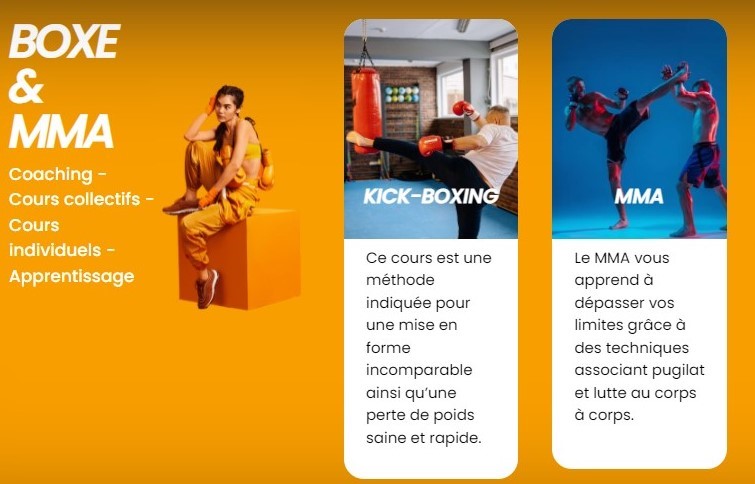 BOXE
&
MMA
Coaching -
Cours collectifs -
Cours
individuels -
Apprentissage
KICK-BOXING
Ce cours est une
méthode
indiquée pour
une mise en
forme
incomparable
ainsi qu’une
perte de poids
saine et rapide.
MMA
Le MMA vous
apprend à
dépasser vos
limites grâce à
des techniques
associant pugilat
et lutte au corps
à corps.